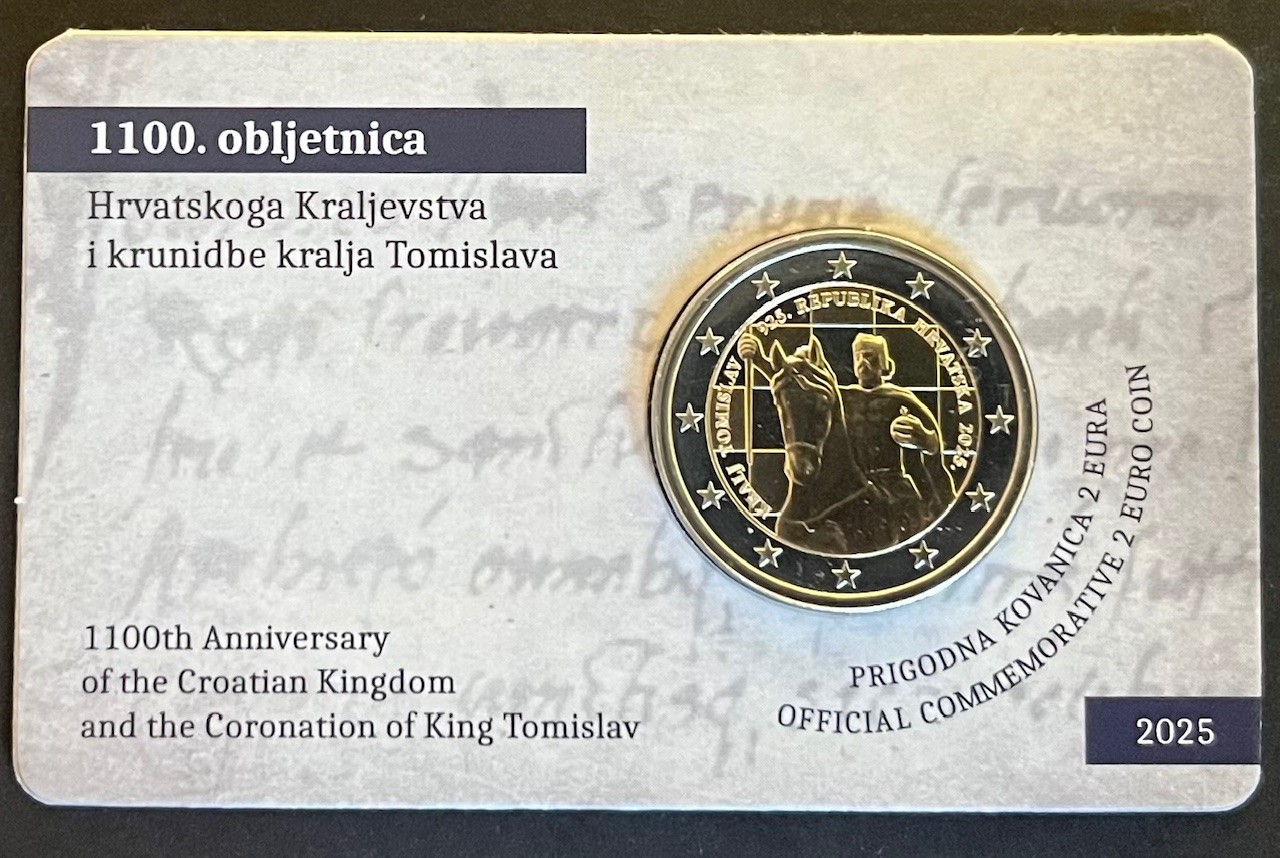 1100. obljetnica
Hrvatskoga Kraljevstva
i krunidbe kralja Tomislava
KRALJ TOMISLAV 925. REPUBLIKA HRVATSKA 2025.
PRIGODNA KOVANICA 2 EURA
OFFICIAL COMMEMORATIVE 2 EURO COIN
1100th Anniversary
of the Croatian Kingdom
and the Coronation of King Tomislav
2025